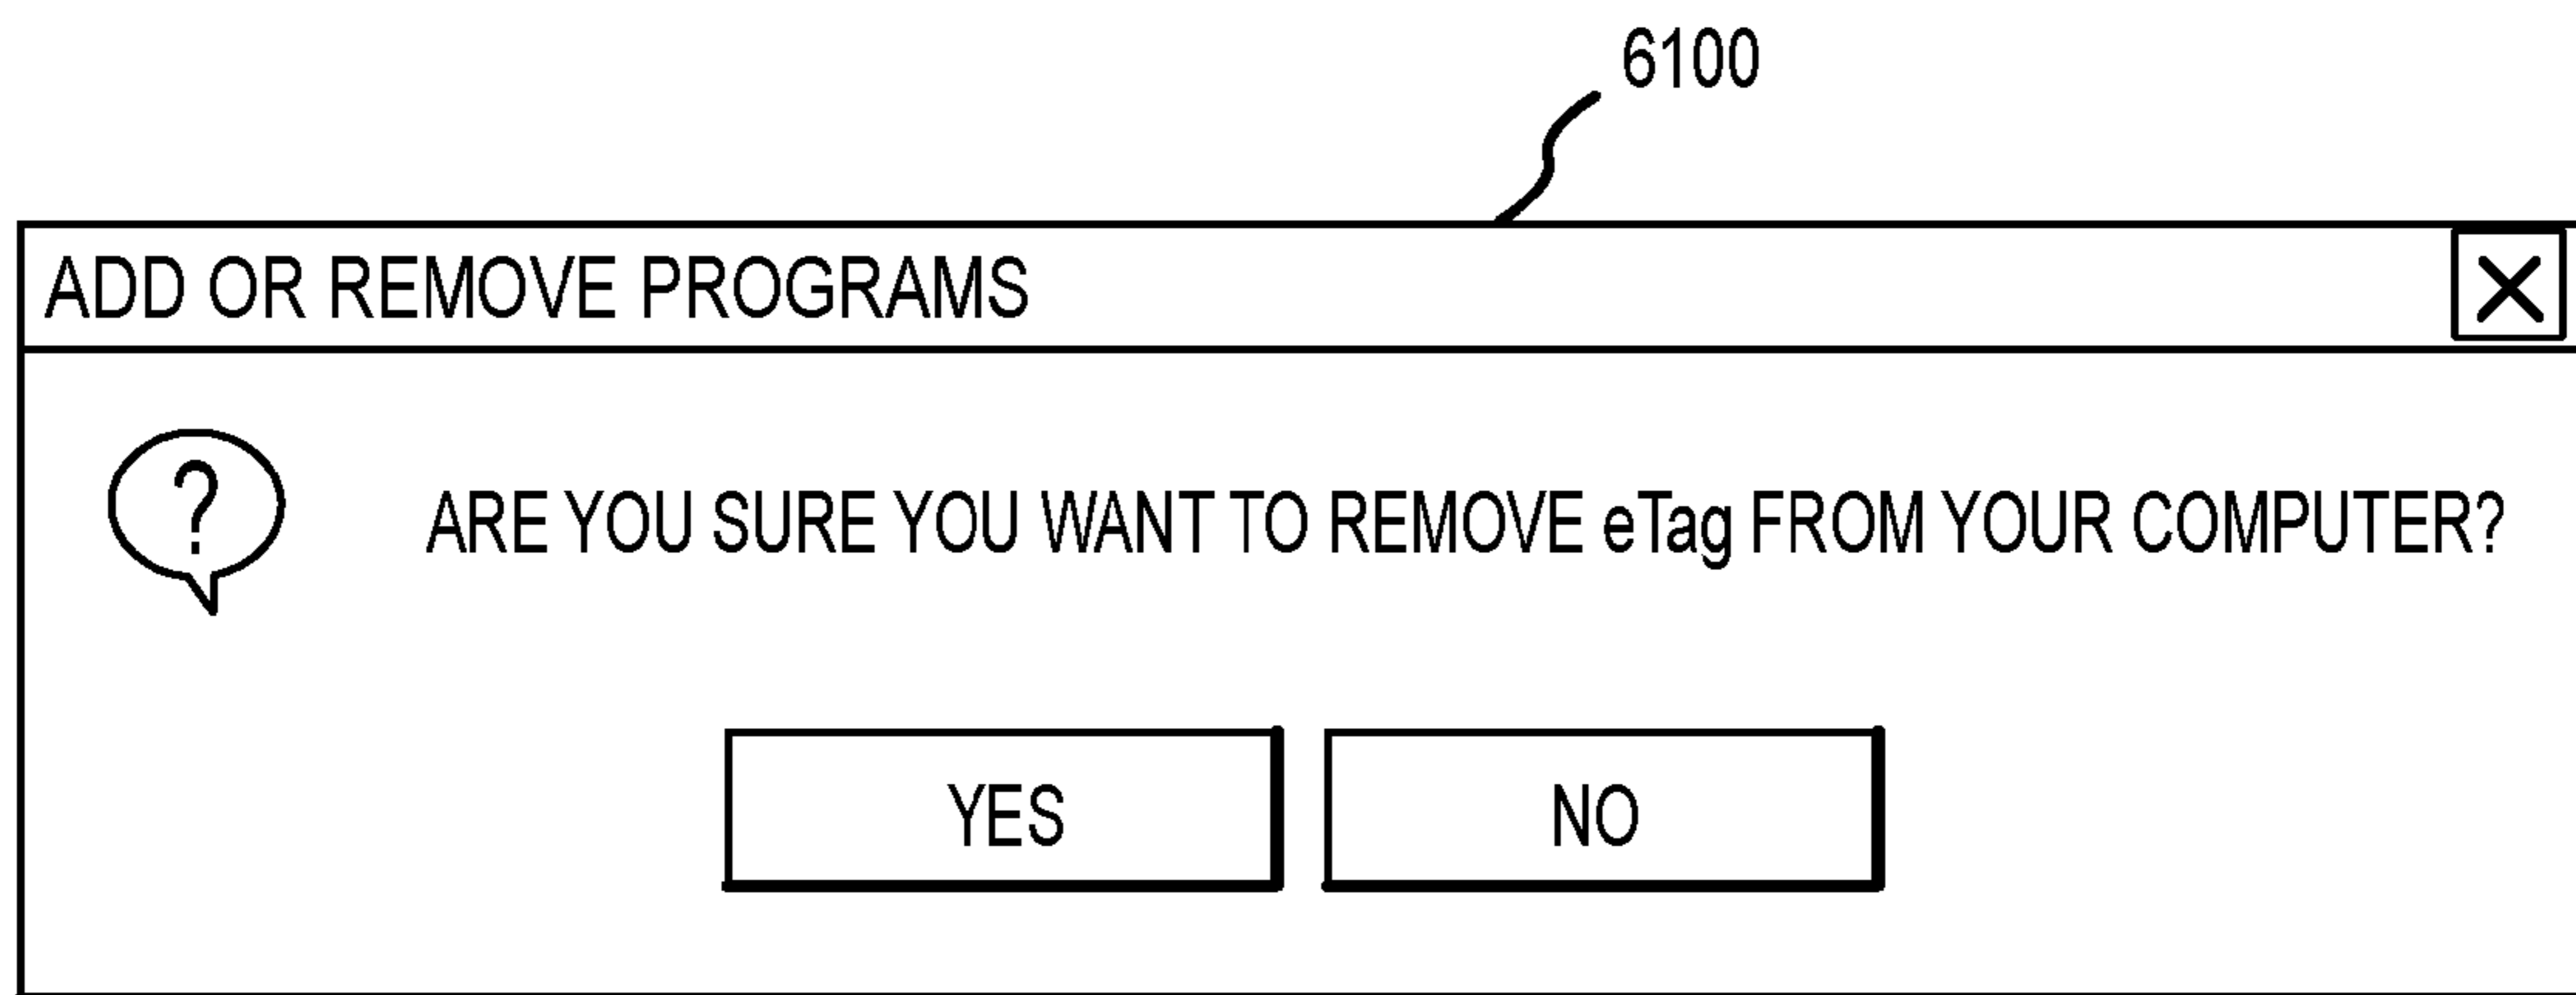 6100
ADD OR REMOVE PROGRAMS
?
ARE YOU SURE YOU WANT TO REMOVE eTag FROM YOUR COMPUTER?
YES
NO